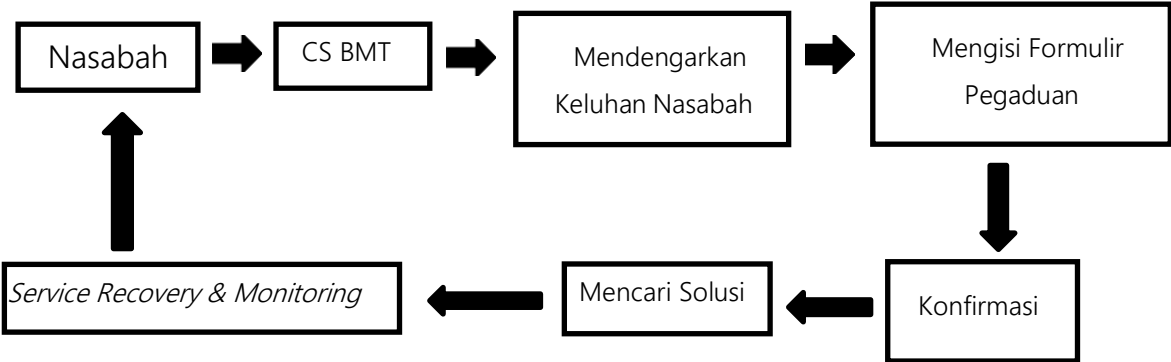 Nasabah
CS BMT
Mendengarkan
Keluhan Nasabah
Mengisi Formulir
Pegaduan
Konfirmasi
Mencari Solusi
Service Recovery & Monitoring